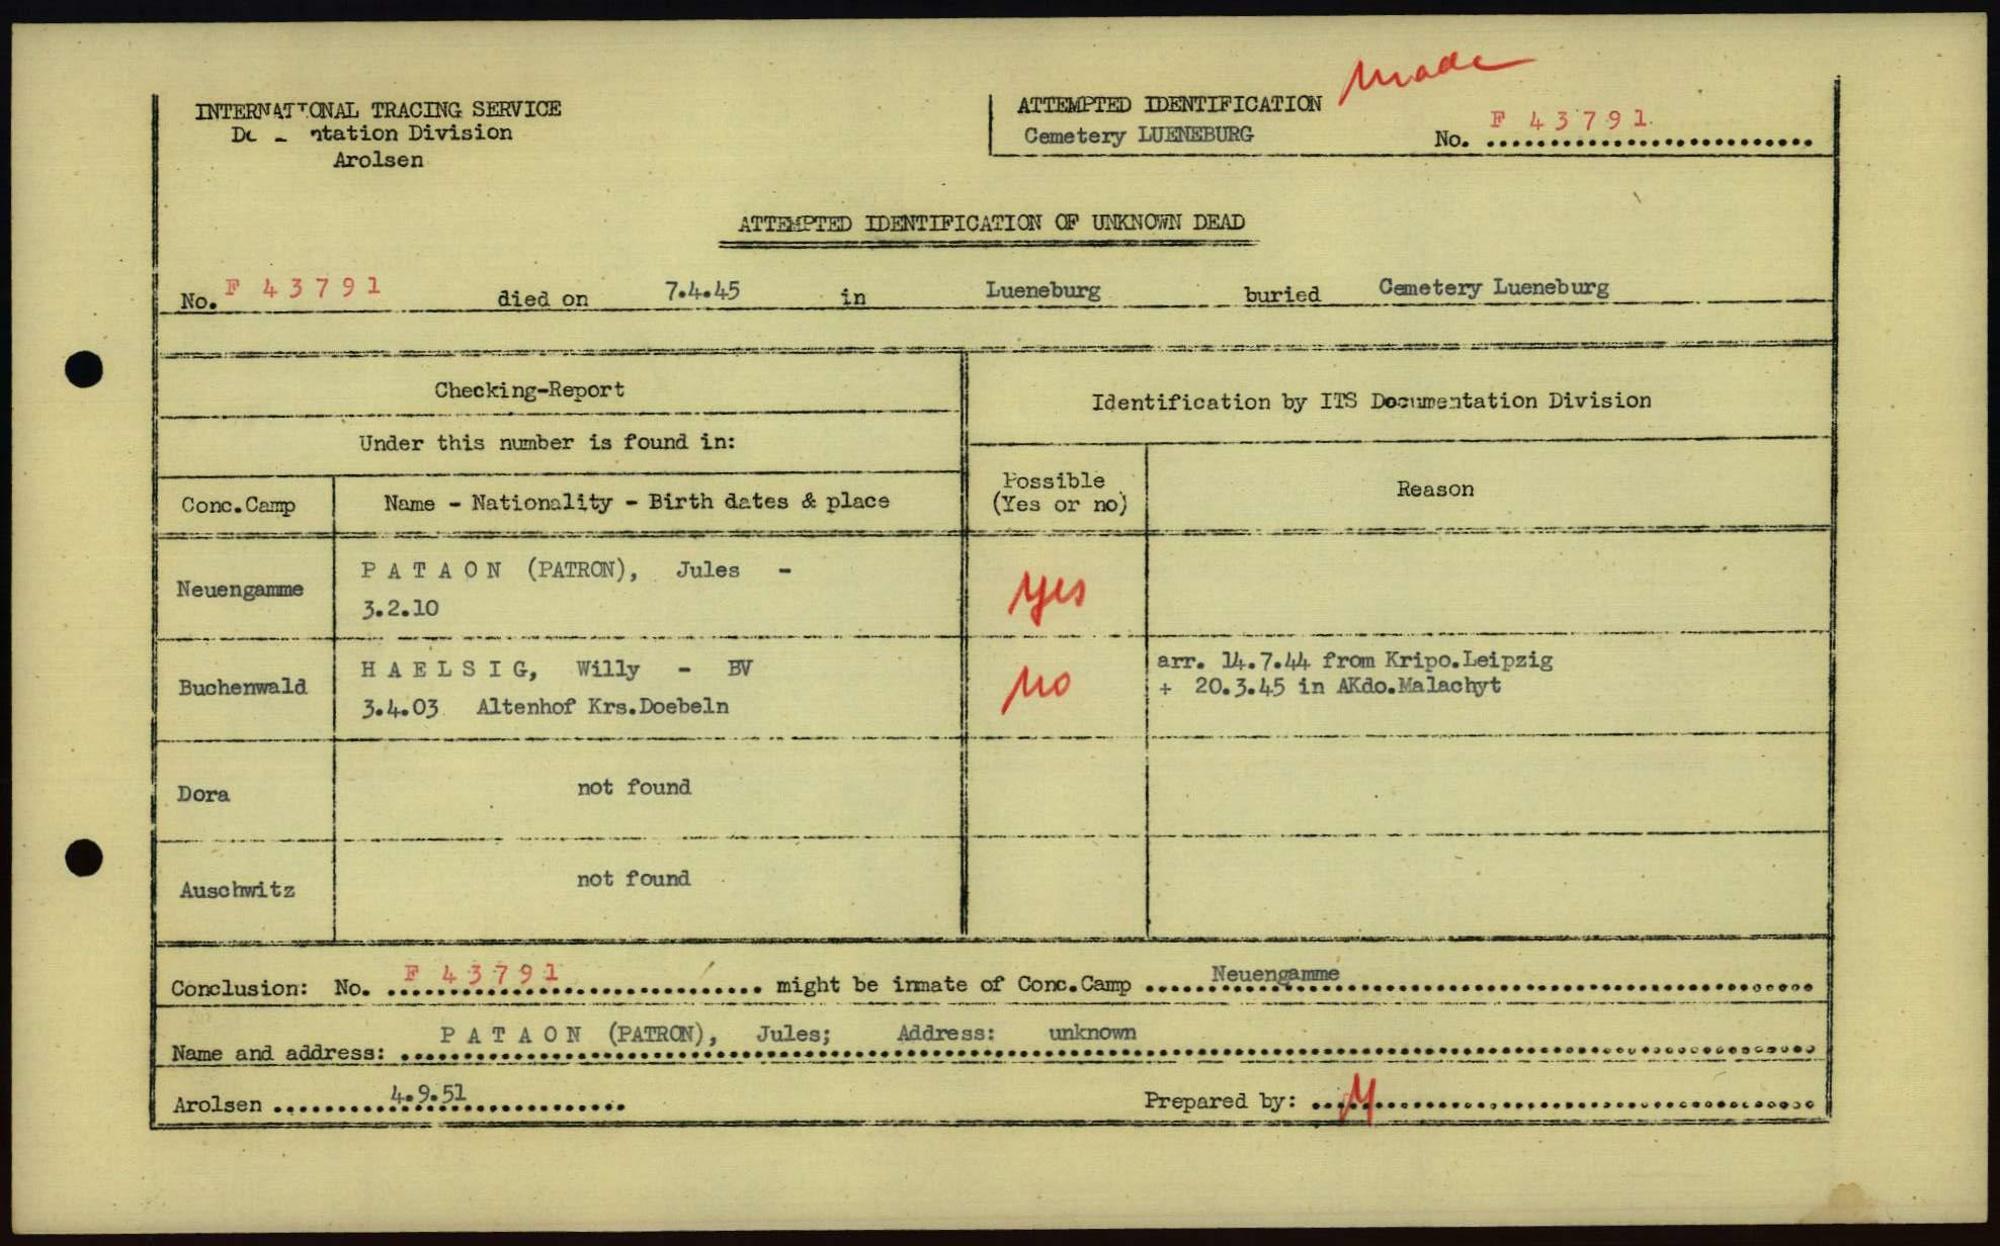 INTERNATIONAL TRACING SERVICE
ntation Division
Arolsen
ATTEMPTED IDENTIFICATION made
Cemetery LUENEBURG
No. F 43791
ATTEMPTED IDENTIFICATION OF UNKNOWN DEAD
No. F 43791 died on 7.4.45 in Lueneburg buried Cemetery Lueneburg
Checking-Report
Identification by ITS Documentation Division
Under this number is found in:
Conc.Camp
Name - Nationality - Birth dates & place
Possible
(Yes or no)
Reason
Neuengamme
P A T A O N (PATRON), Jules -
3.2.10
yes
Buchenwald
H A E L S I G, Willy - BV
3.4.03 Altenhof Krs.Doebeln
no
arr. 14.7.44 from Kripo.Leipzig
+ 20.3.45 in AKdo.Malachyt
Dora
not found
Auschwitz
not found
Conclusion: No. F 43791 might be inmate of Conc.Camp Neuengamme
Name and address: P A T A O N (PATRON), Jules; Address: unknown
Arolsen 4.9.51
Prepared by: